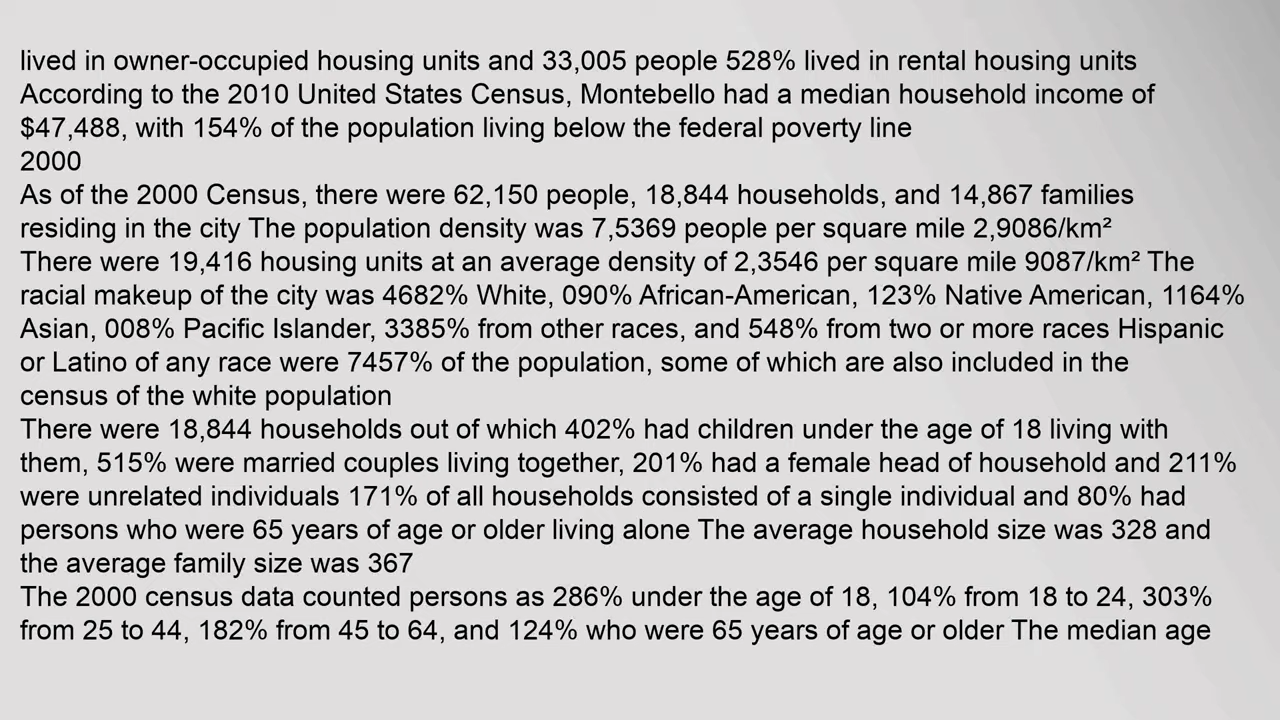 lived in owner-occupied housing units and 33,005 people 528% lived in rental housing units
According to the 2010 United States Census, Montebello had a median household income of
$47,488, with 154% of the population living below the federal poverty line
2000
As of the 2000 Census, there were 62,150 people, 18,844 households, and 14,867 families
residing in the city The population density was 7,5369 people per square mile 2,9086/km²
There were 19,416 housing units at an average density of 2,3546 per square mile 9087/km² The
racial makeup of the city was 4682% White, 090% African-American, 123% Native American, 1164%
Asian, 008% Pacific Islander, 3385% from other races, and 548% from two or more races Hispanic
or Latino of any race were 7457% of the population, some of which are also included in the
census of the white population
There were 18,844 households out of which 402% had children under the age of 18 living with
them, 515% were married couples living together, 201% had a female head of household and 211%
were unrelated individuals 171% of all households consisted of a single individual and 80% had
persons who were 65 years of age or older living alone The average household size was 328 and
the average family size was 367
The 2000 census data counted persons as 286% under the age of 18, 104% from 18 to 24, 303%
from 25 to 44, 182% from 45 to 64, and 124% who were 65 years of age or older The median age